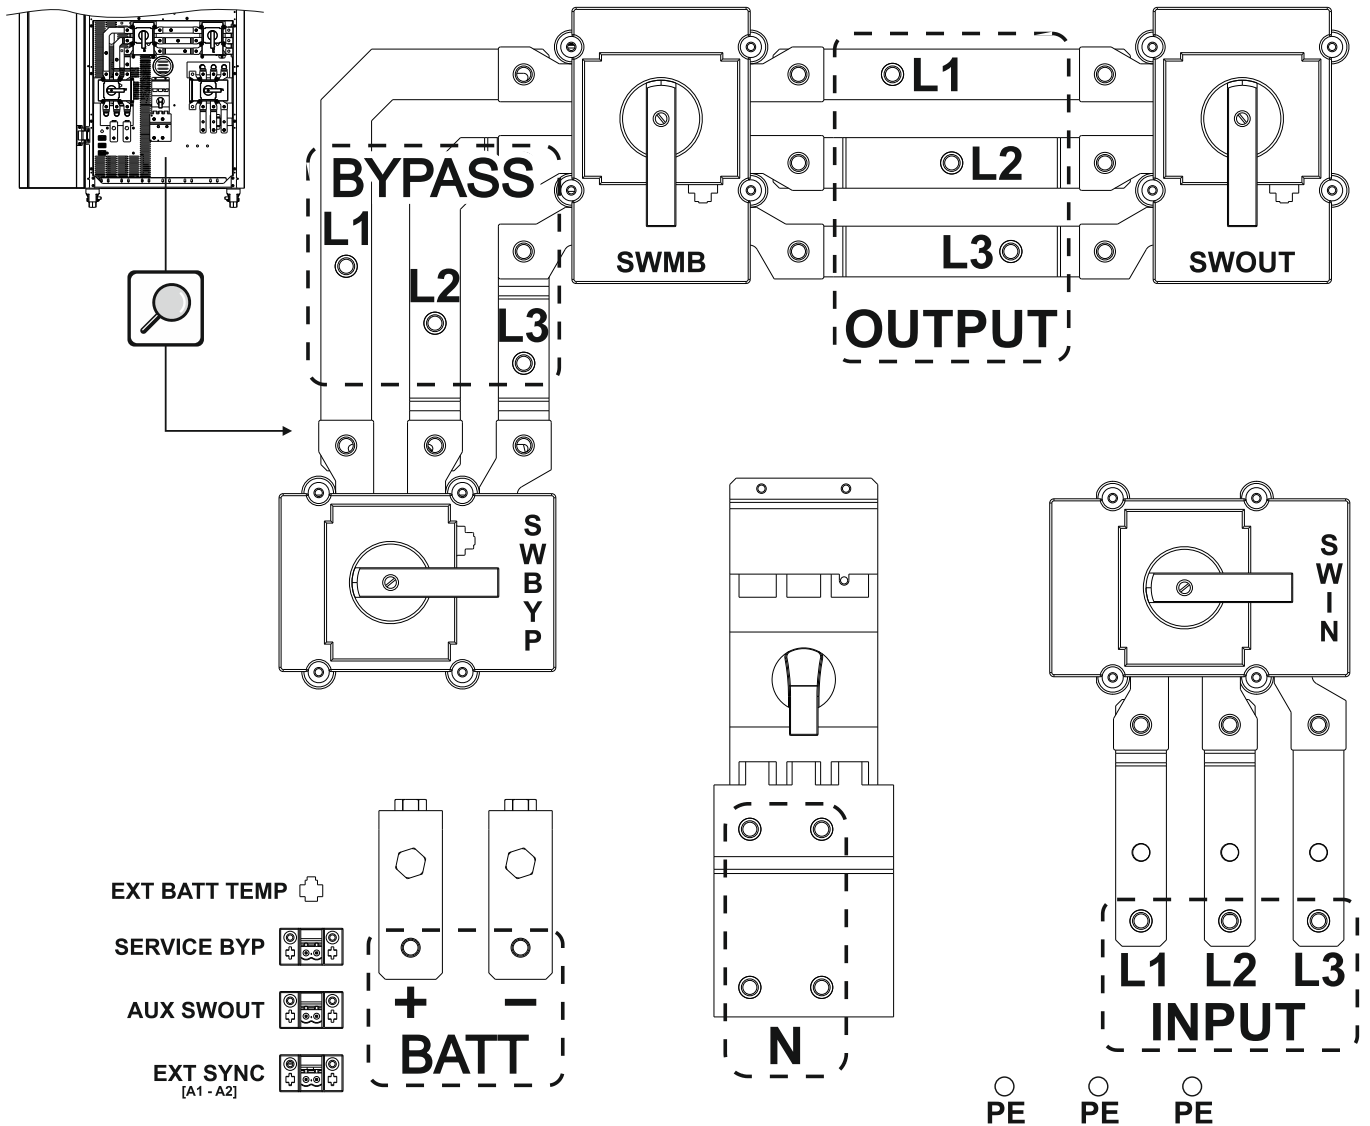 L1
L2
BYPASS
L1
L3
SWMB
SWOUT
L2
L3
OUTPUT
S
W
B
Y
P
S
W
I
N
EXT BATT TEMP
SERVICE BYP
L1 L2 L3
+ −
AUX SWOUT
INPUT
BATT
N
EXT SYNC
[A1 - A2]
PE PE PE